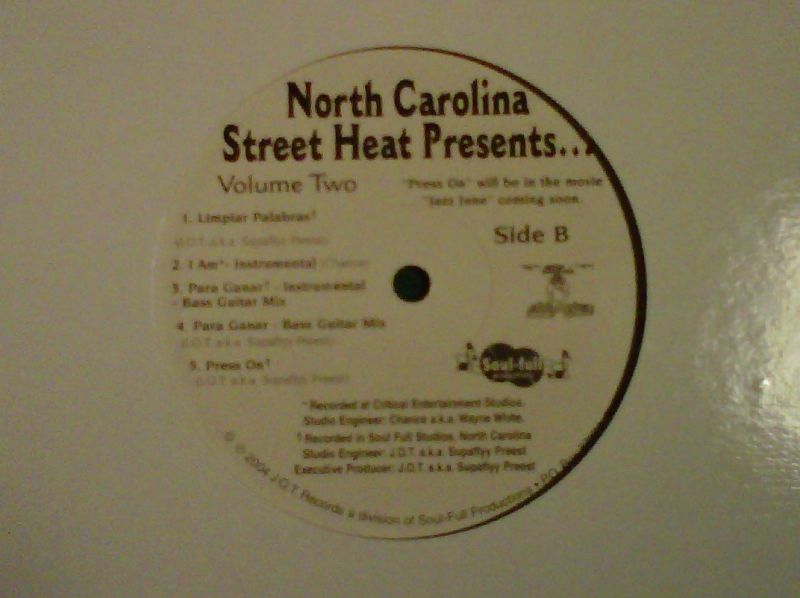 North Carolina
Street Heat Presents...
Volume Two
"Press On" will be in the movie
"Jazz June" coming soon.
Side B
1. Limpiar Palabras†
(J.O.T. a.k.a. Supaflyy Preest)
2. I Am*- Instrumental (Chance)
3. Para Ganar† - Instrumental
- Bass Guitar Mix
4. Para Ganar - Bass Guitar Mix
(J.O.T. a.k.a. Supaflyy Preest)
5. Press On†
(J.O.T. a.k.a. Supaflyy Preest)
Soul-full
*Recorded at Critical Entertainment Studios.
Studio Engineer: Chance a.k.a. Wayne White.
†Recorded in Soul Full Studios, North Carolina
Studio Engineer: J.O.T. a.k.a. Supaflyy Preest
Executive Producer: J.O.T. a.k.a. Supaflyy Preest
© ℗ 2004 J.O.T. Records a division of Soul-Full Productions • P.O.